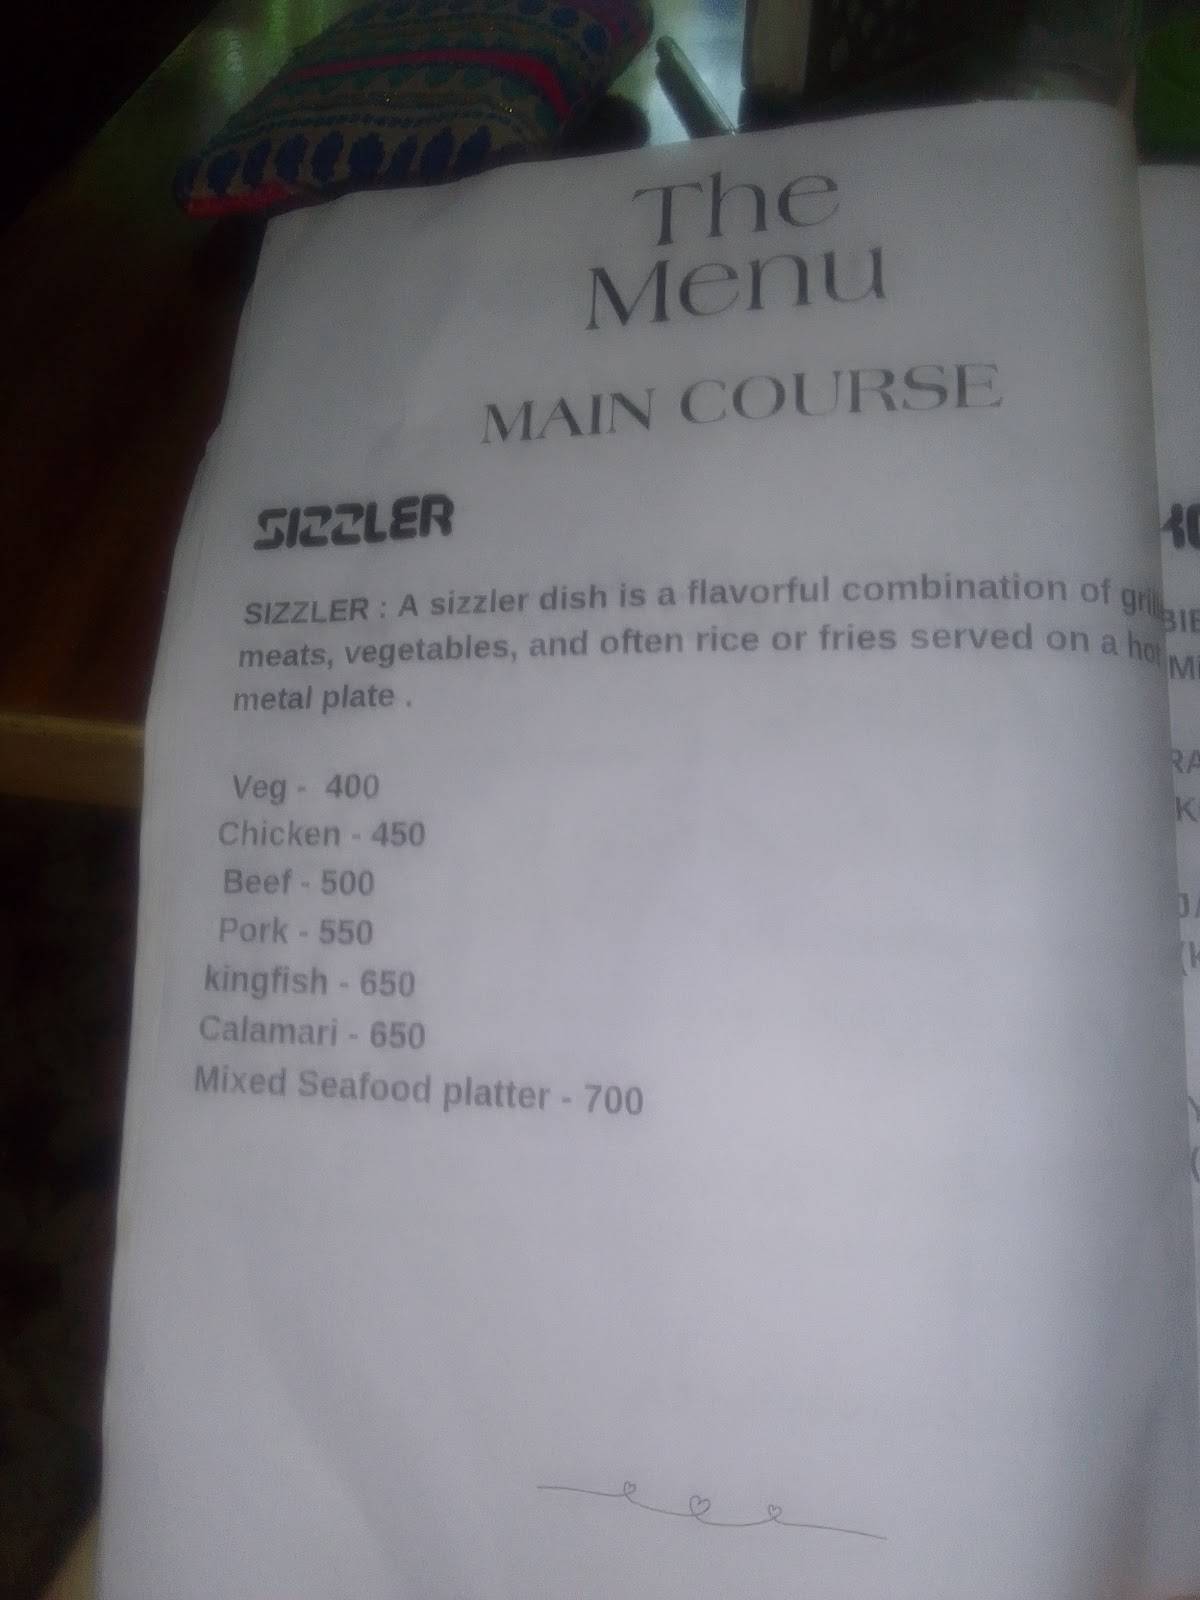 The
Menu
MAIN COURSE
SIZZLER
SIZZLER : A sizzler dish is a flavorful combination of
meats, vegetables, and often rice or fries served on a hot
metal plate .
Veg - 400
Chicken - 450
Beef - 500
Pork - 550
kingfish - 650
Calamari - 650
Mixed Seafood platter - 700